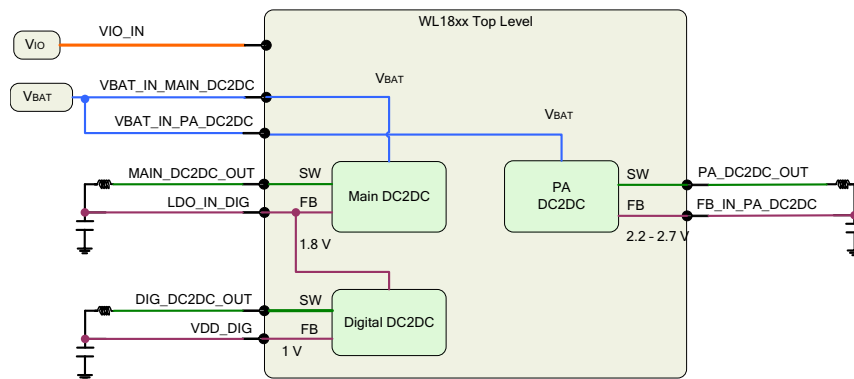 WL18xx Top Level
VIO_IN
VIO
VBAT_IN_MAIN_DC2DC
VBAT
VBAT
VBAT_IN_PA_DC2DC
VBAT
MAIN_DC2DC_OUT
SW
Main DC2DC
LDO_IN_DIG
FB
1.8 V
PA
DC2DC
SW
PA_DC2DC_OUT
FB
FB_IN_PA_DC2DC
2.2 - 2.7 V
DIG_DC2DC_OUT
SW
Digital DC2DC
VDD_DIG
FB
1 V